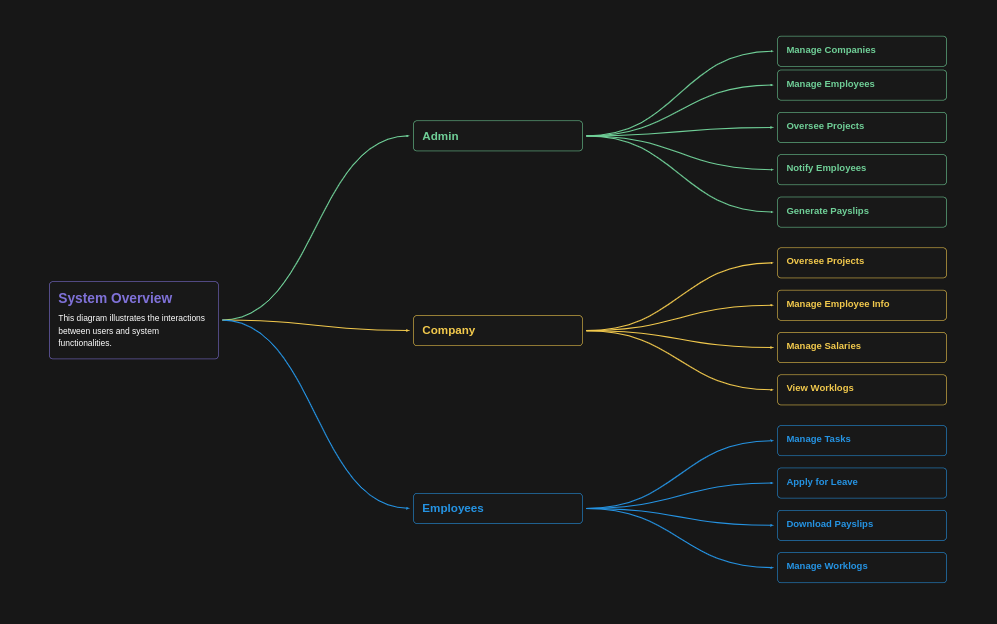 System Overview
This diagram illustrates the interactions
between users and system
functionalities.
Admin
Manage Companies
Manage Employees
Oversee Projects
Notify Employees
Generate Payslips
Company
Oversee Projects
Manage Employee Info
Manage Salaries
View Worklogs
Employees
Manage Tasks
Apply for Leave
Download Payslips
Manage Worklogs